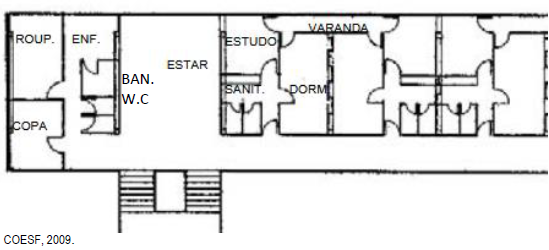 VARANDA
ROUP.
ENF.
ESTUDO
ESTAR
BAN.
W.C
SANIT.
DORM
COPA
COESF, 2009.